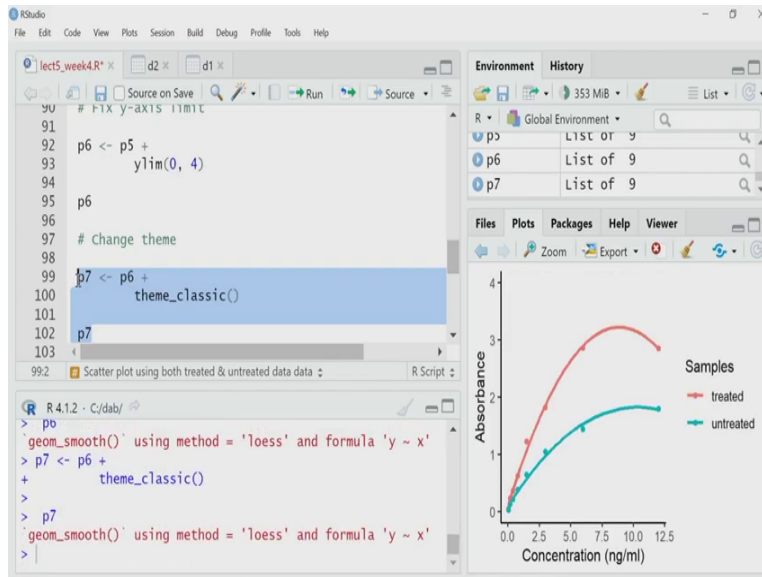 RStudio
File Edit Code View Plots Session Build Debug Profile Tools Help
lect5_week4.R* × d2 × d1 ×
Source on Save Run Source
90 # Fix y-axis limit
91
92 p6 <- p5 +
93 ylim(0, 4)
94
95 p6
96
97 # Change theme
98
99 p7 <- p6 +
100 theme_classic()
101
102 p7
103
99:2 Scatter plot using both treated & untreated data data R Script
R 4.1.2 · C:/dab/
> p6
`geom_smooth()` using method = 'loess' and formula 'y ~ x'
> p7 <- p6 +
+ theme_classic()
>
> p7
`geom_smooth()` using method = 'loess' and formula 'y ~ x'
>
Environment History
353 MiB List
R Global Environment
p5 List of 9
p6 List of 9
p7 List of 9
Files Plots Packages Help Viewer
Zoom Export
4
3
2
1
0
Absorbance
0.0 2.5 5.0 7.5 10.0 12.5
Concentration (ng/ml)
Samples
treated
untreated